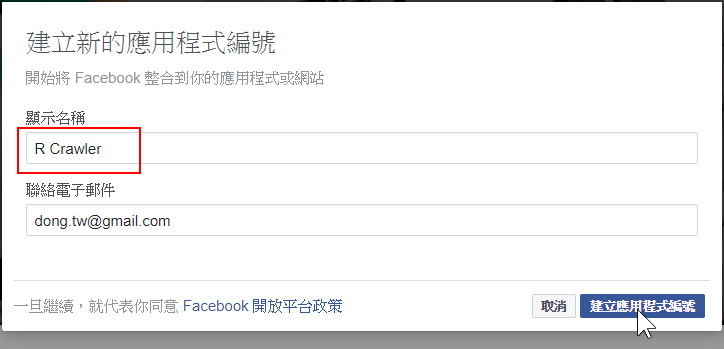 建立新的應用程式編號
開始將 Facebook 整合到你的應用程式或網站
顯示名稱
R Crawler
聯絡電子郵件
dong.tw@gmail.com
一旦繼續，就代表你同意 Facebook 開放平台政策
取消
建立應用程式編號